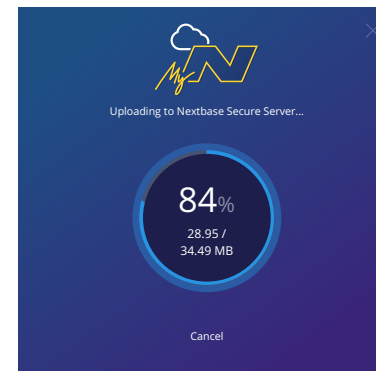 My N
Uploading to Nextbase Secure Server...
84%
28.95 /
34.49 MB
Cancel